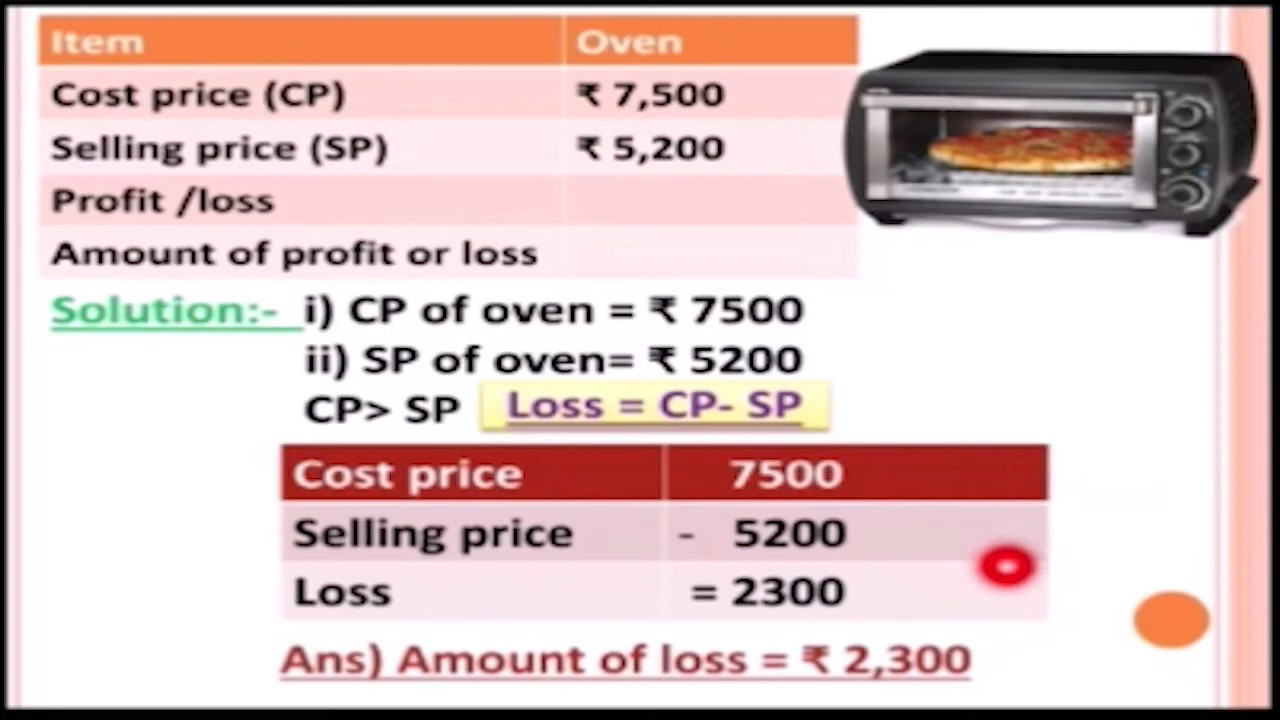 Item Oven
Cost price (CP) ₹ 7,500
Selling price (SP) ₹ 5,200
Profit /loss
Amount of profit or loss
Solution:- i) CP of oven = ₹ 7500
ii) SP of oven= ₹ 5200
CP> SP Loss = CP- SP
Cost price 7500
Selling price - 5200
Loss = 2300
Ans) Amount of loss = ₹ 2,300